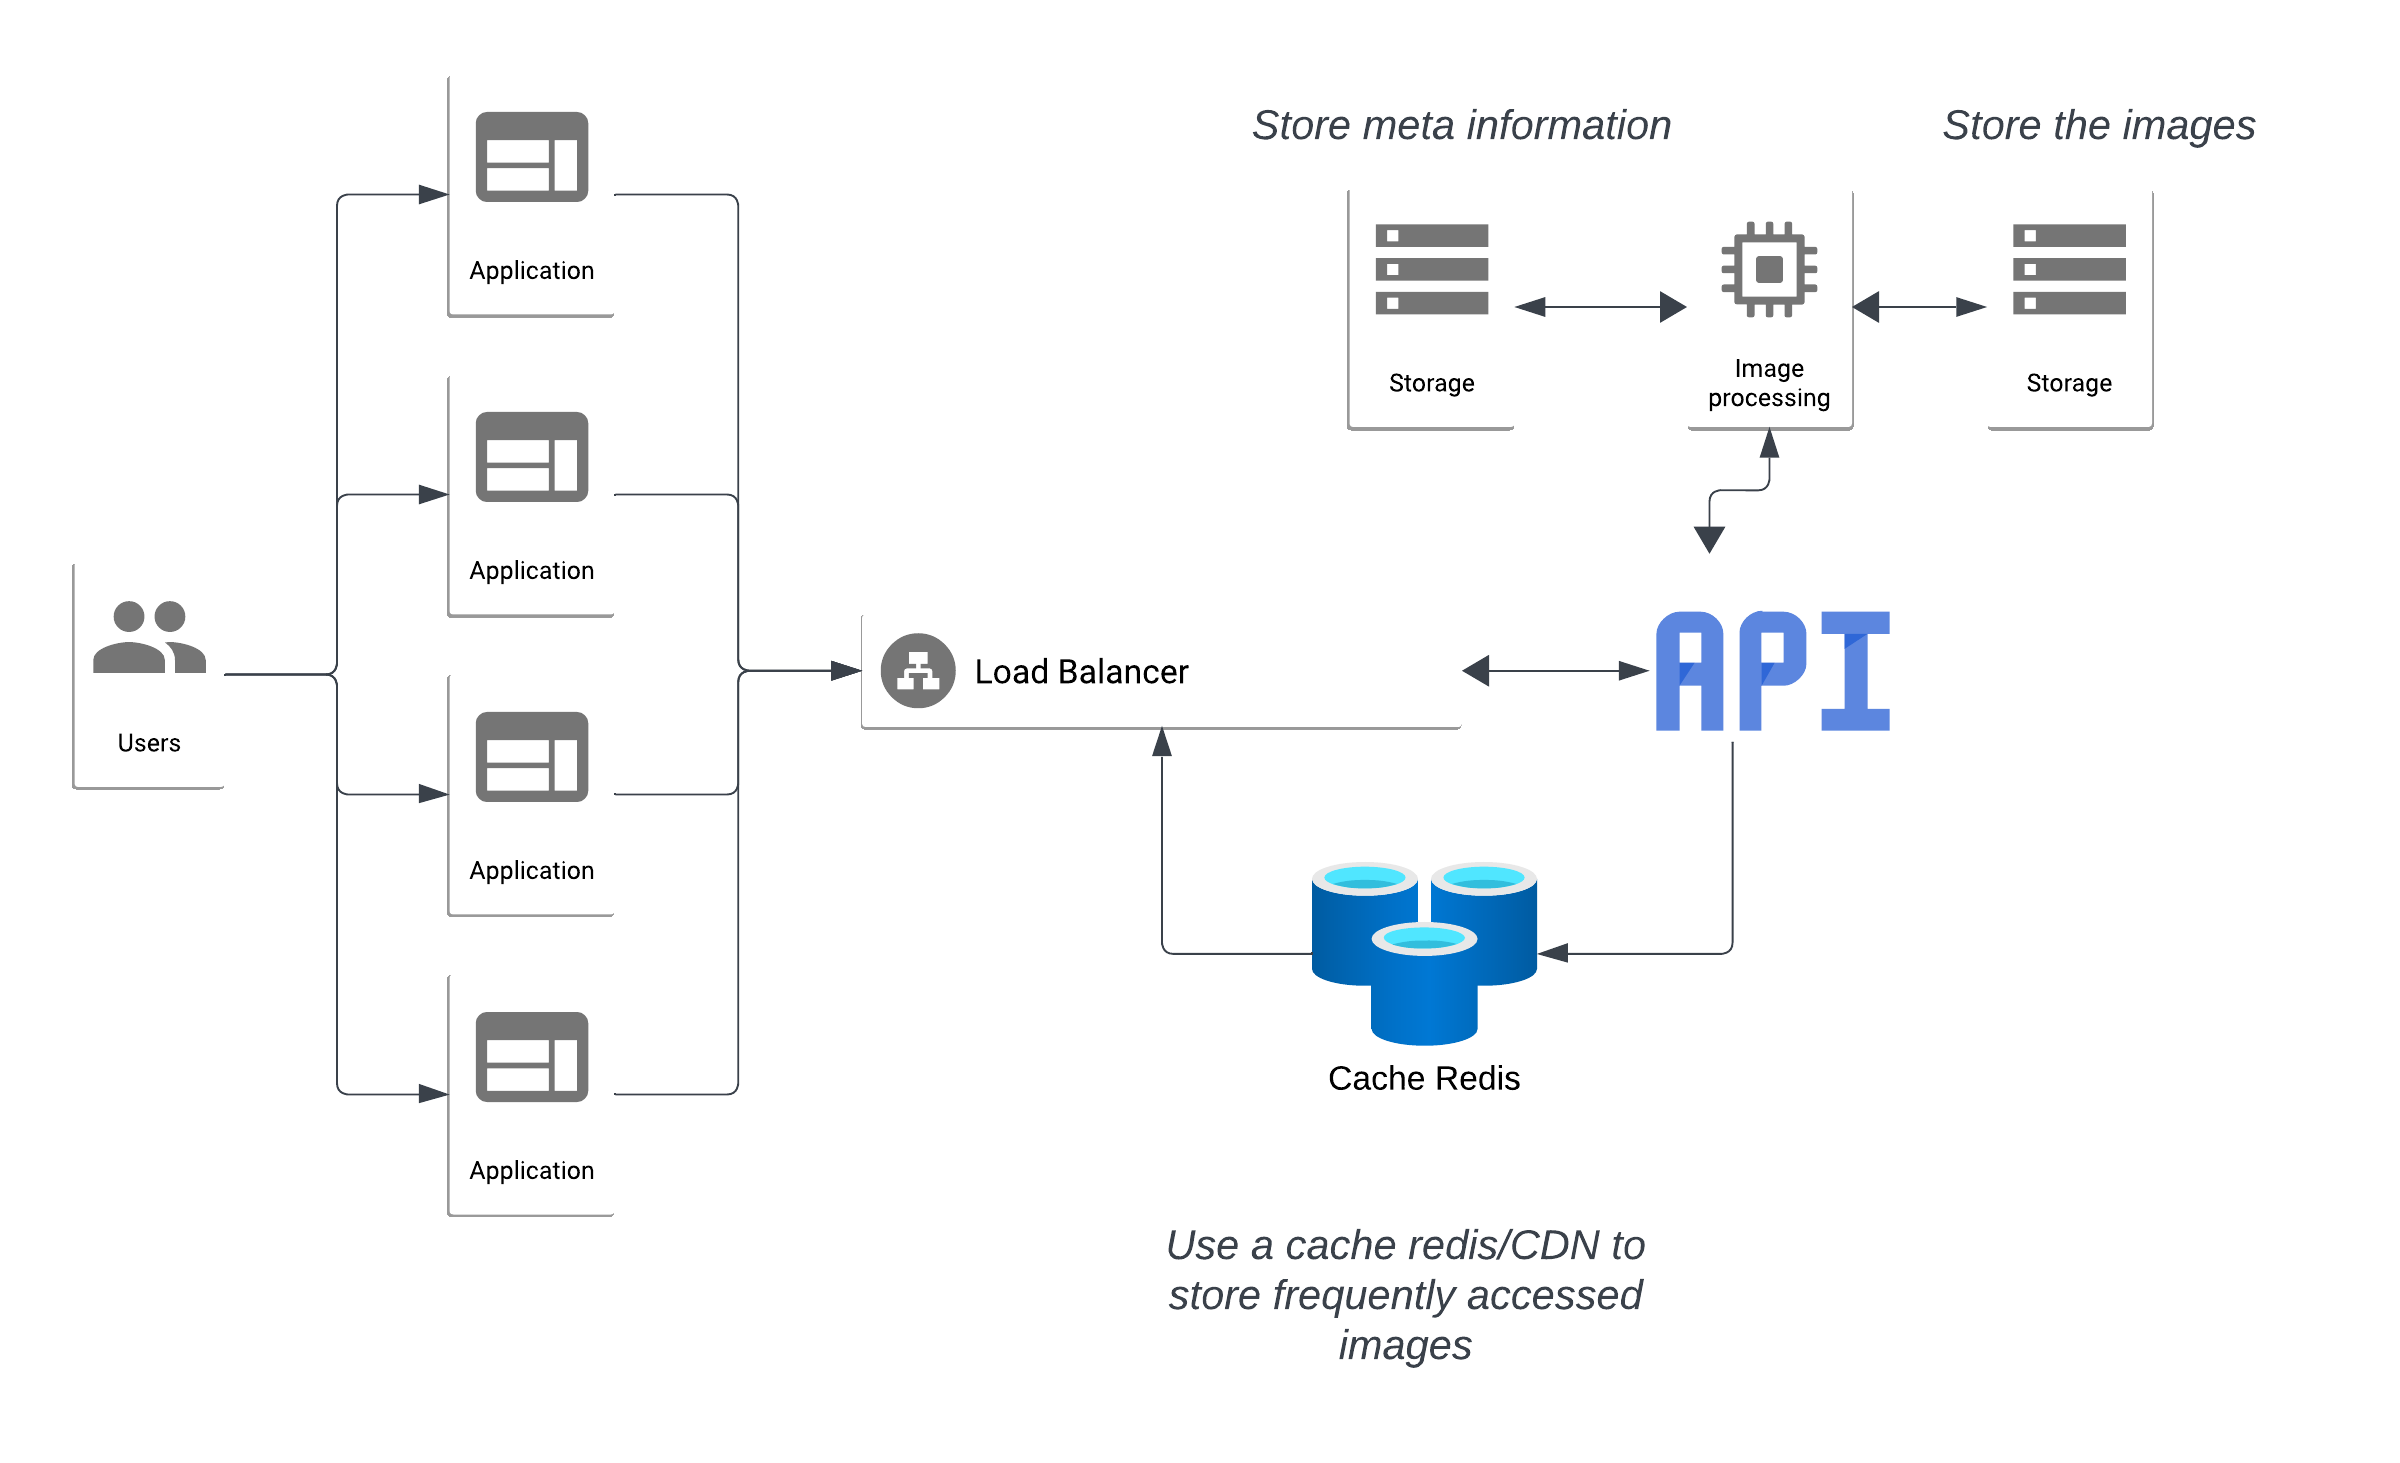 Store meta information
Store the images
Application
Storage
Image
processing
Storage
Application
Users
Load Balancer
API
Application
Cache Redis
Application
Use a cache redis/CDN to
store frequently accessed
images